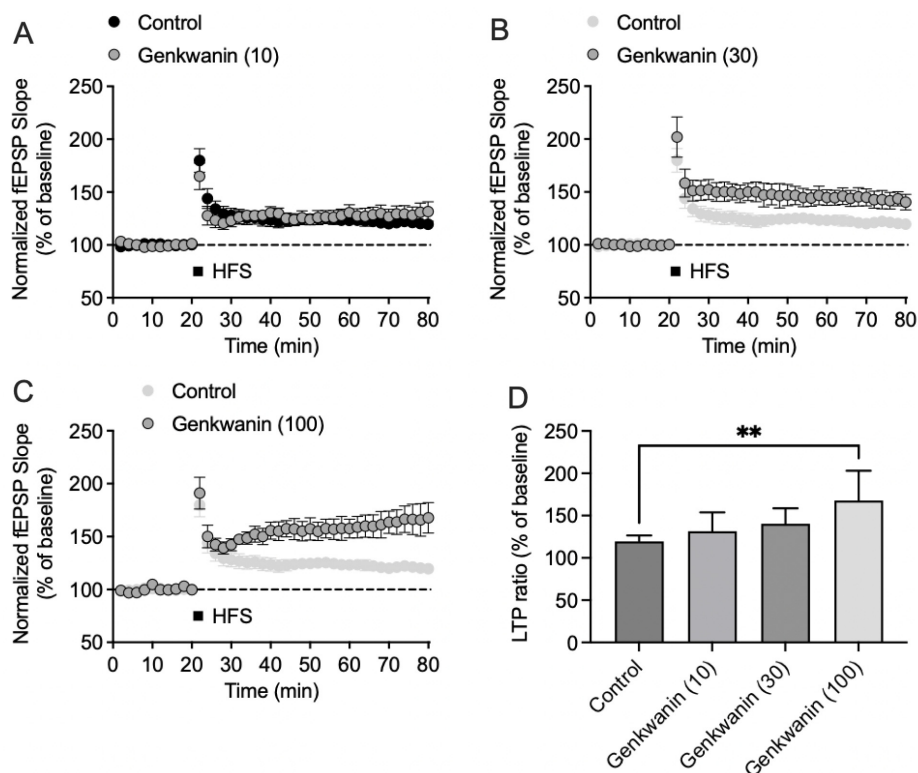 A
Control
Genkwanin (10)
Normalized fEPSP Slope
(% of baseline)
250
200
150
100
50
HFS
0 10 20 30 40 50 60 70 80
Time (min)
B
Control
Genkwanin (30)
Normalized fEPSP Slope
(% of baseline)
250
200
150
100
50
HFS
0 10 20 30 40 50 60 70 80
Time (min)
C
Control
Genkwanin (100)
Normalized fEPSP Slope
(% of baseline)
250
200
150
100
50
HFS
0 10 20 30 40 50 60 70 80
Time (min)
D
LTP ratio (% of baseline)
250
200
150
100
50
0
**
Control
Genkwanin (10)
Genkwanin (30)
Genkwanin (100)